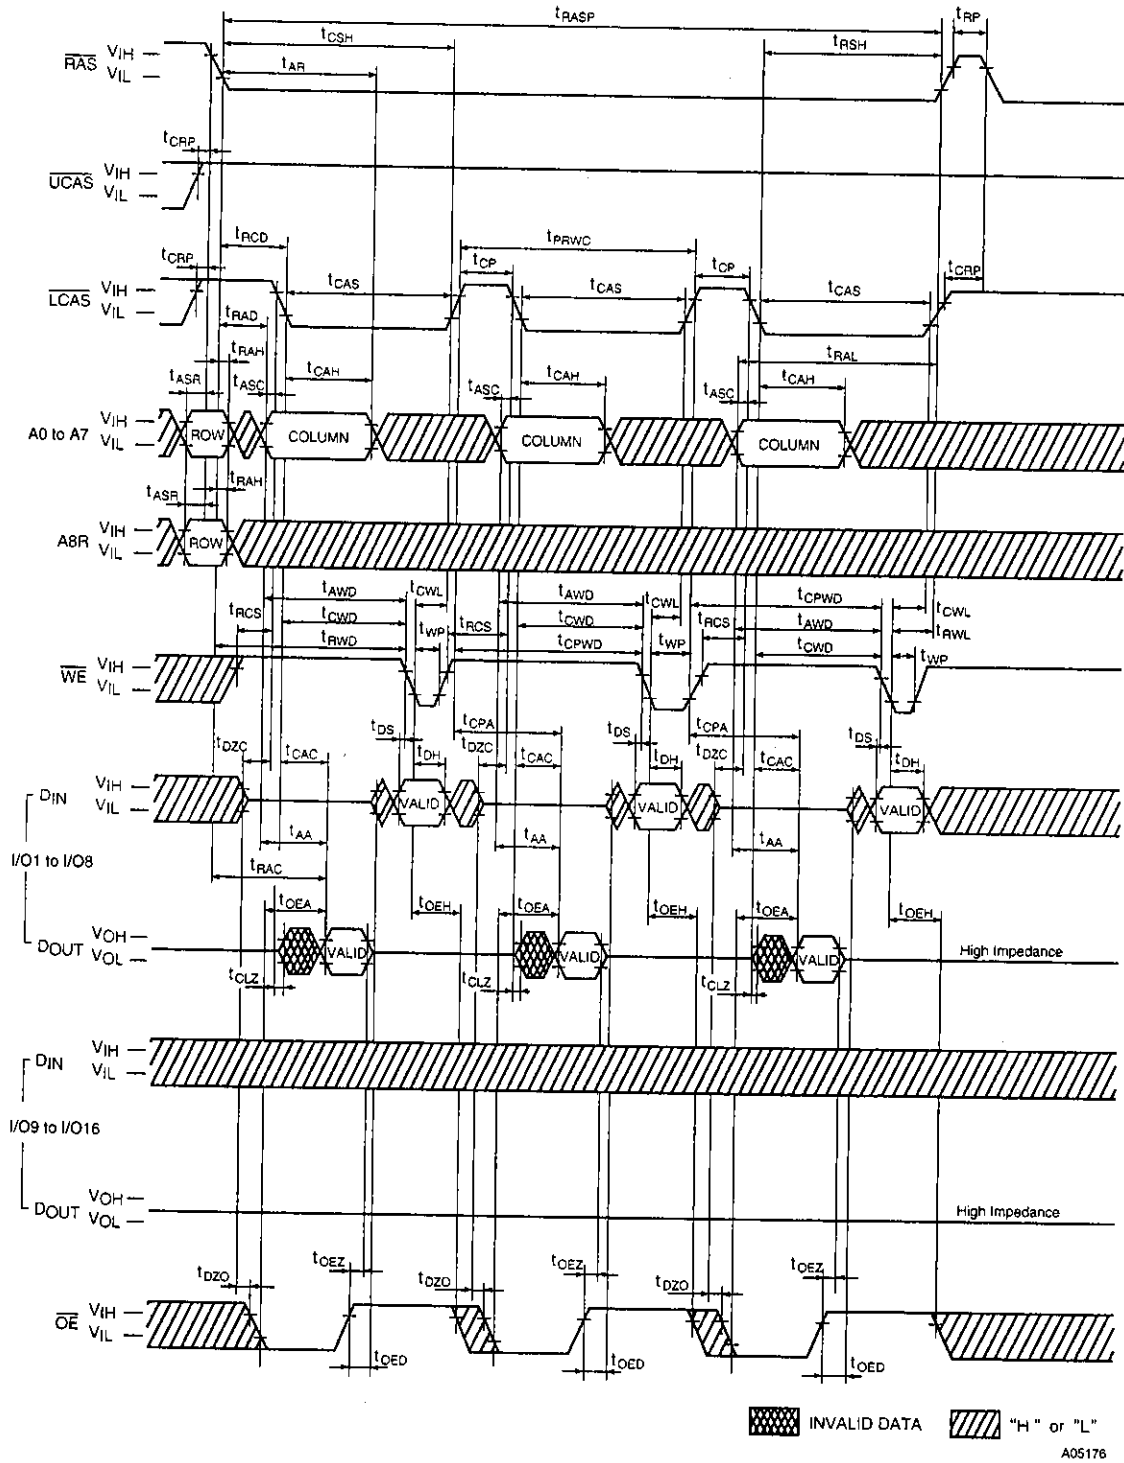 tRASP tRP
tCSH tRSH
RAS VIH VIL tAR
tCRP
UCAS VIH VIL
tRCD tPRWC
tCRP tCP tCP tCRP
LCAS VIH VIL tCAS tCAS tCAS
tRAD
tRAH tRAL
tASR tASC tCAH tASC tCAH tASC tCAH
A0 to A7 VIH VIL ROW COLUMN COLUMN COLUMN
tASR tRAH
A8R VIH VIL ROW
tAWD tCWL tAWD tCWL tCPWD tCWL
tRCS tCWD tRCS tCWD tRCS tAWD tRWL
tRWD tWP tCPWD tWP tCWD tWP
WE VIH VIL
tCPA tCPA
tDZC tCAC tDS tDH tDZC tCAC tDS tDH tDZC tCAC tDS tDH
DIN VIH VIL VALID VALID VALID
tAA tAA tAA
I/O1 to I/O8
tRAC
tOEA tOEH tOEA tOEH tOEA tOEH
DOUT VOH VOL VALID VALID VALID High Impedance
tCLZ tCLZ tCLZ
DIN VIH VIL
I/O9 to I/O16
DOUT VOH VOL High Impedance
tDZO tOEZ tDZO tOEZ tDZO tOEZ
OE VIH VIL
tOED tOED tOED
INVALID DATA "H" or "L"
A05176